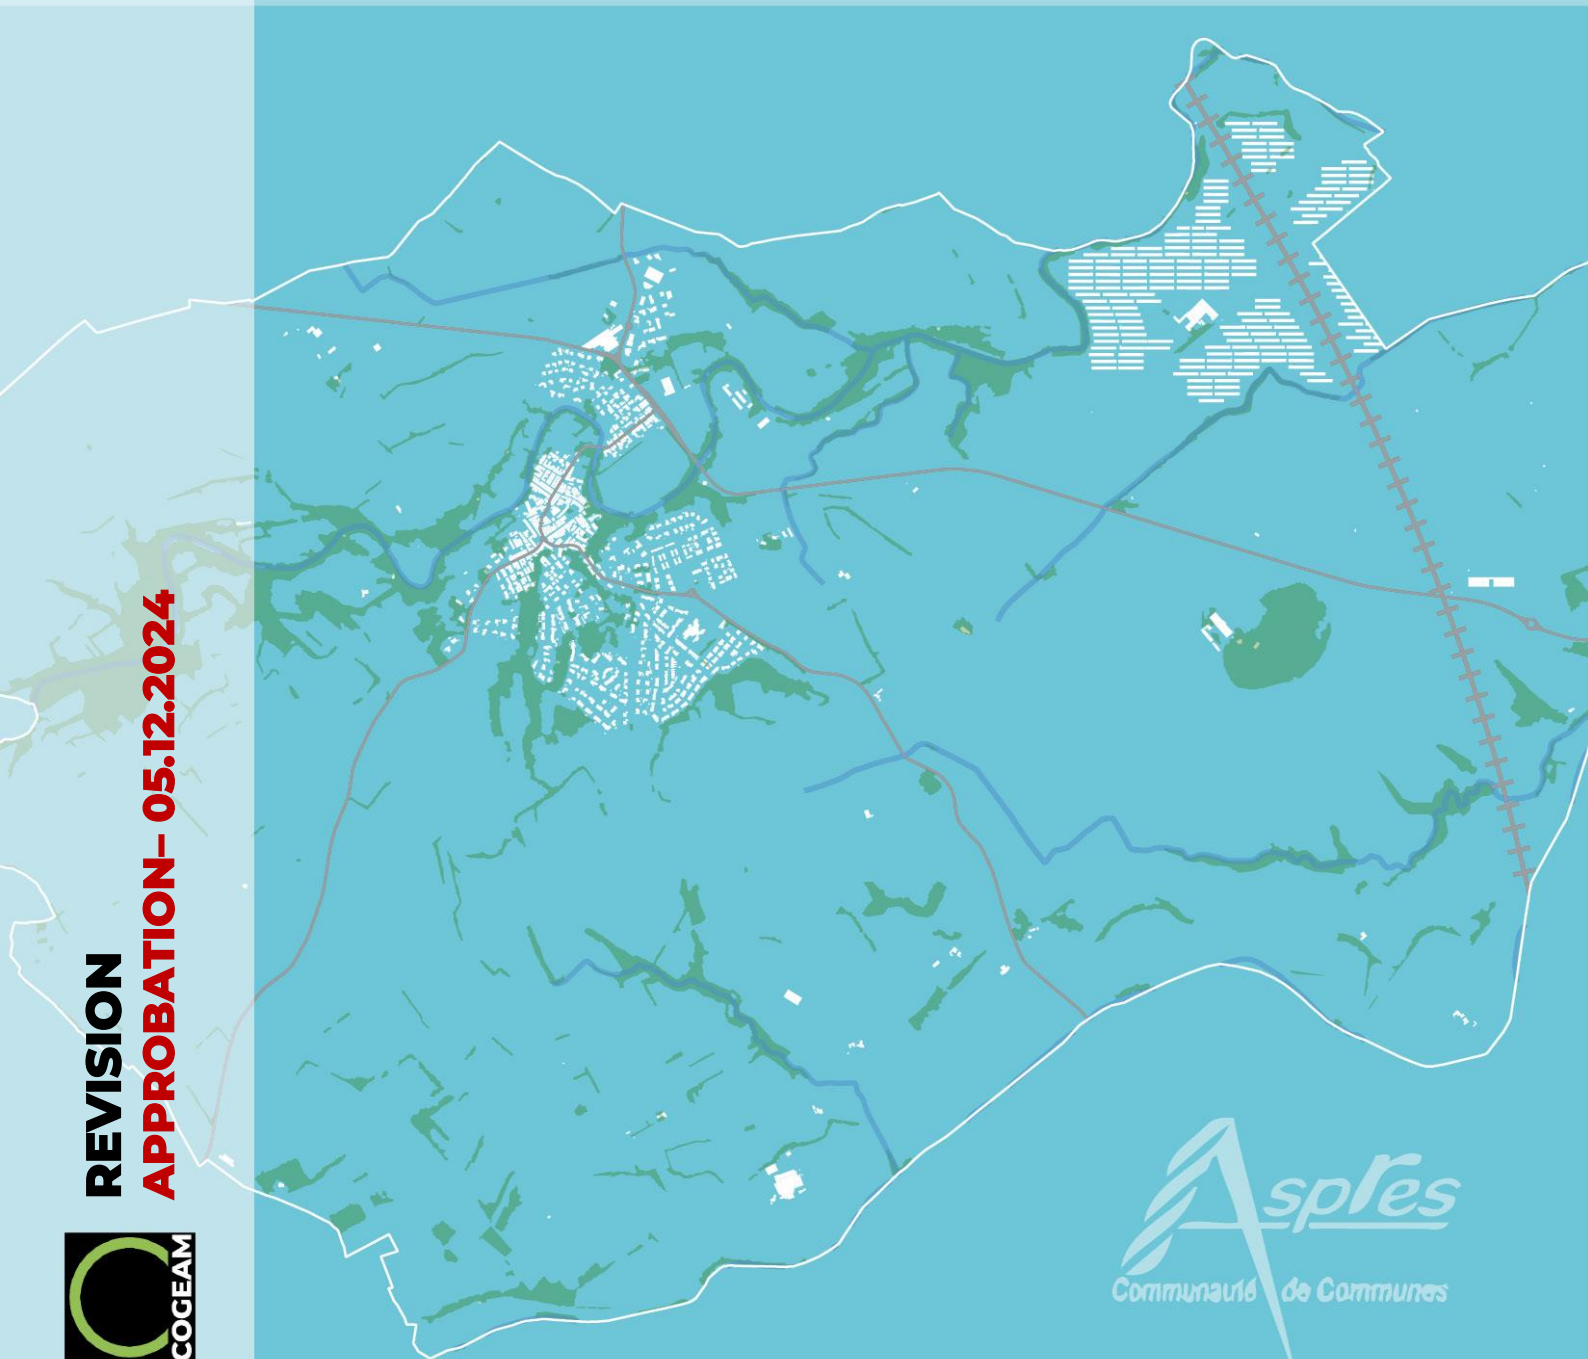 REVISION
APPROBATION– 05.12.2024
COGEAM
Aspres
Communauté de Communes